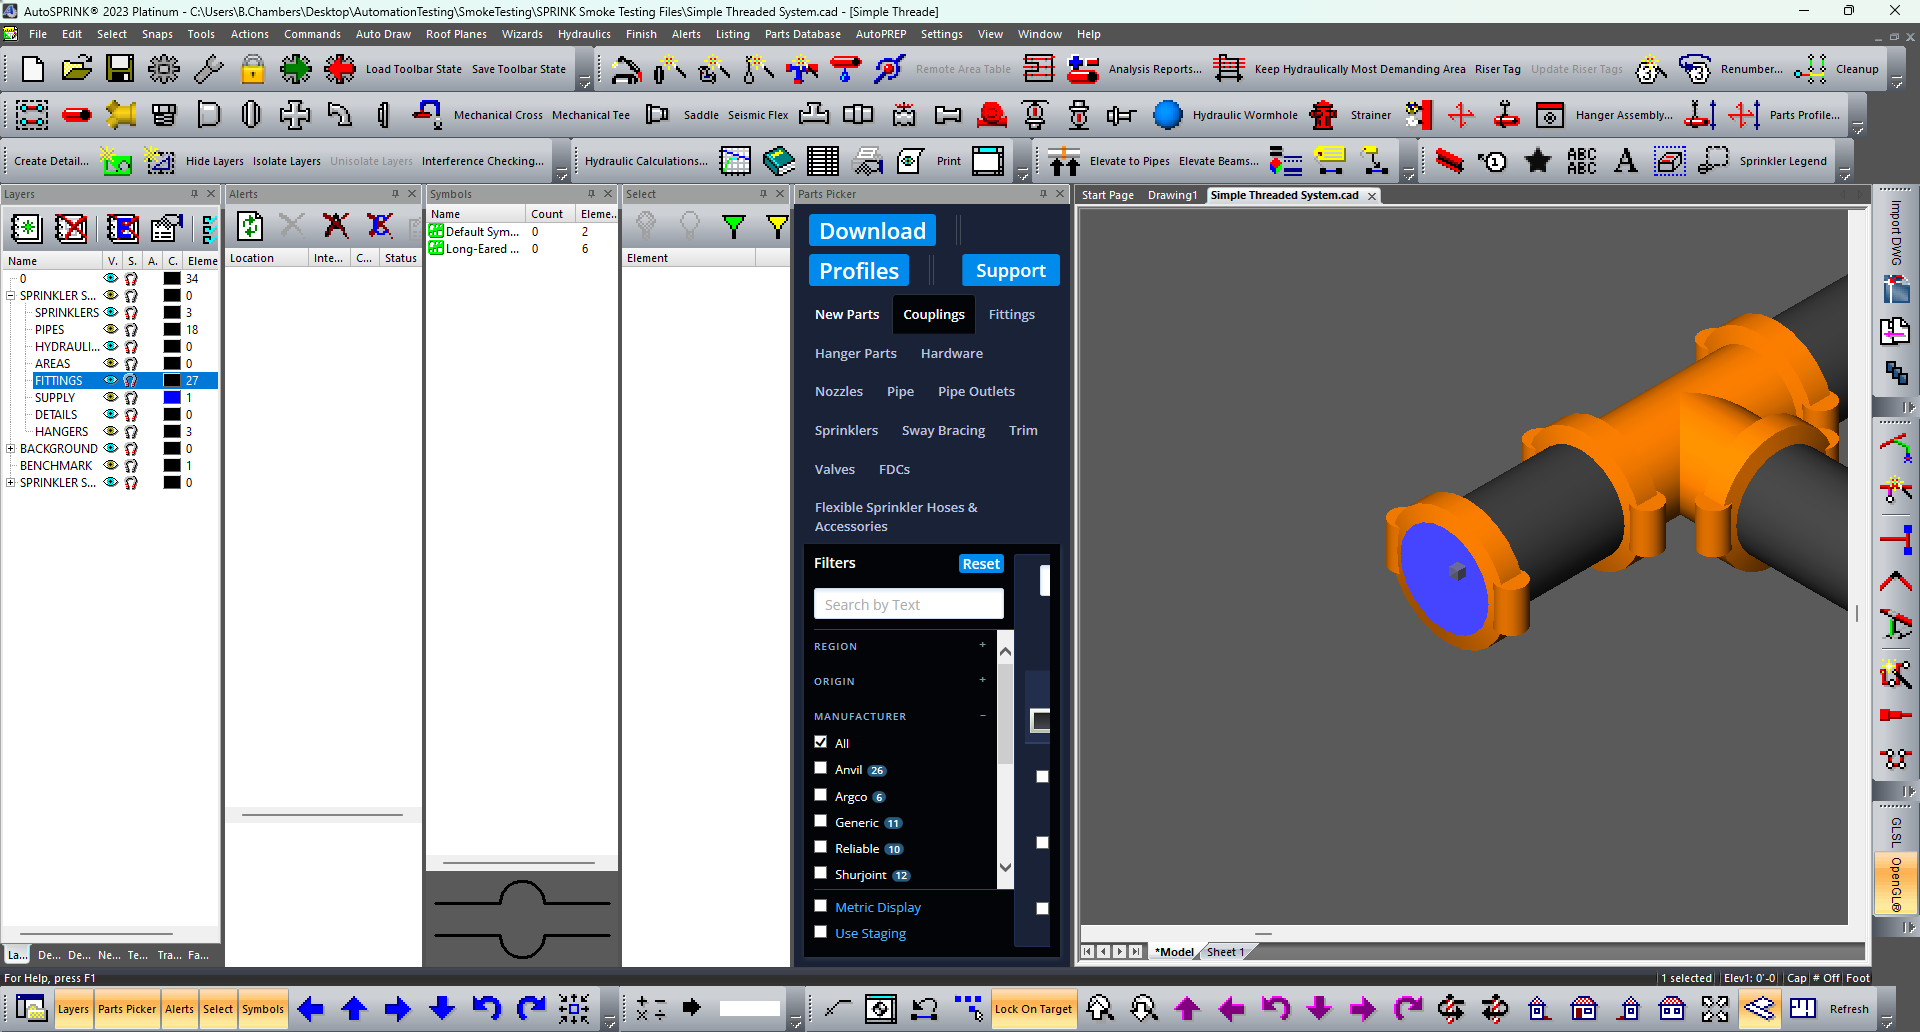 AutoSPRINK® 2023 Platinum - C:\Users\B.Chambers\Desktop\AutomationTesting\SmokeTesting\SPRINK Smoke Testing Files\Simple Threaded System.cad - [Simple Threade]
File Edit Select Snaps Tools Actions Commands Auto Draw Roof Planes Wizards Hydraulics Finish Alerts Listing Parts Database AutoPREP Settings View Window Help
Load Toolbar State Save Toolbar State Remote Area Table Analysis Reports... Keep Hydraulically Most Demanding Area Riser Tag Update Riser Tags Renumber... Cleanup
Mechanical Cross Mechanical Tee Saddle Seismic Flex Hydraulic Wormhole Strainer Hanger Assembly... Parts Profile...
Create Detail... Hide Layers Isolate Layers Unisolate Layers Interference Checking... Hydraulic Calculations... Print Elevate to Pipes Elevate Beams... ABC ABC A Sprinkler Legend
Layers
Name V. S. A. C. Eleme
0 34
SPRINKLER S... 0
SPRINKLERS 3
PIPES 18
HYDRAULI... 0
AREAS 0
FITTINGS 27
SUPPLY 1
DETAILS 0
HANGERS 3
BACKGROUND 0
BENCHMARK 1
SPRINKLER S... 0
La... De... De... Ne... Te... Tra... Fa...
Alerts
Location Inte... C... Status
Symbols
Name Count Eleme...
Default Sym... 0 2
Long-Eared ... 0 6
Select
Element
Parts Picker
Download
Profiles Support
New Parts Couplings Fittings
Hanger Parts Hardware
Nozzles Pipe Pipe Outlets
Sprinklers Sway Bracing Trim
Valves FDCs
Flexible Sprinkler Hoses &
Accessories
Filters Reset
Search by Text
REGION +
ORIGIN +
MANUFACTURER −
All
Anvil 26
Argco 6
Generic 11
Reliable 10
Shurjoint 12
Metric Display
Use Staging
Start Page Drawing1 Simple Threaded System.cad
*Model Sheet 1
Import DWG
GLSL
OpenGL®
For Help, press F1
1 selected Elev1: 0'-0 Cap # Off Foot
Layers Parts Picker Alerts Select Symbols Lock On Target Refresh